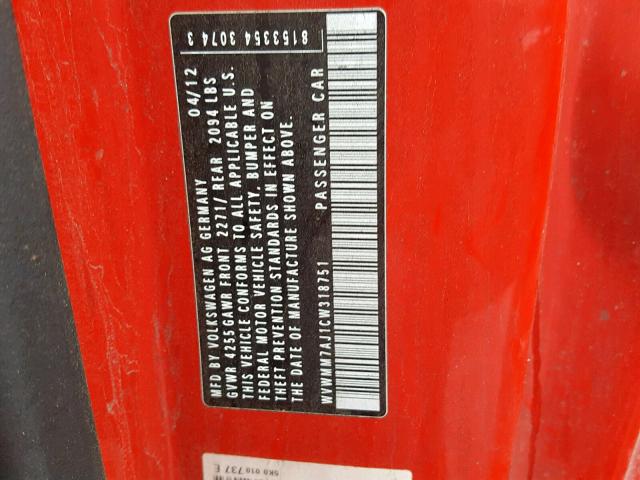 MFD BY VOLKSWAGEN AG GERMANY 04/12
GVWR 4255 GAWR FRONT 2271/ REAR 2094 LBS
THIS VEHICLE CONFORMS TO ALL APPLICABLE U.S.
FEDERAL MOTOR VEHICLE SAFETY, BUMPER AND
THEFT PREVENTION STANDARDS IN EFFECT ON
THE DATE OF MANUFACTURE SHOWN ABOVE.
WVWMM7AJ1CW318751 PASSENGER CAR
8153354 3074 3
5K0 010 737 E